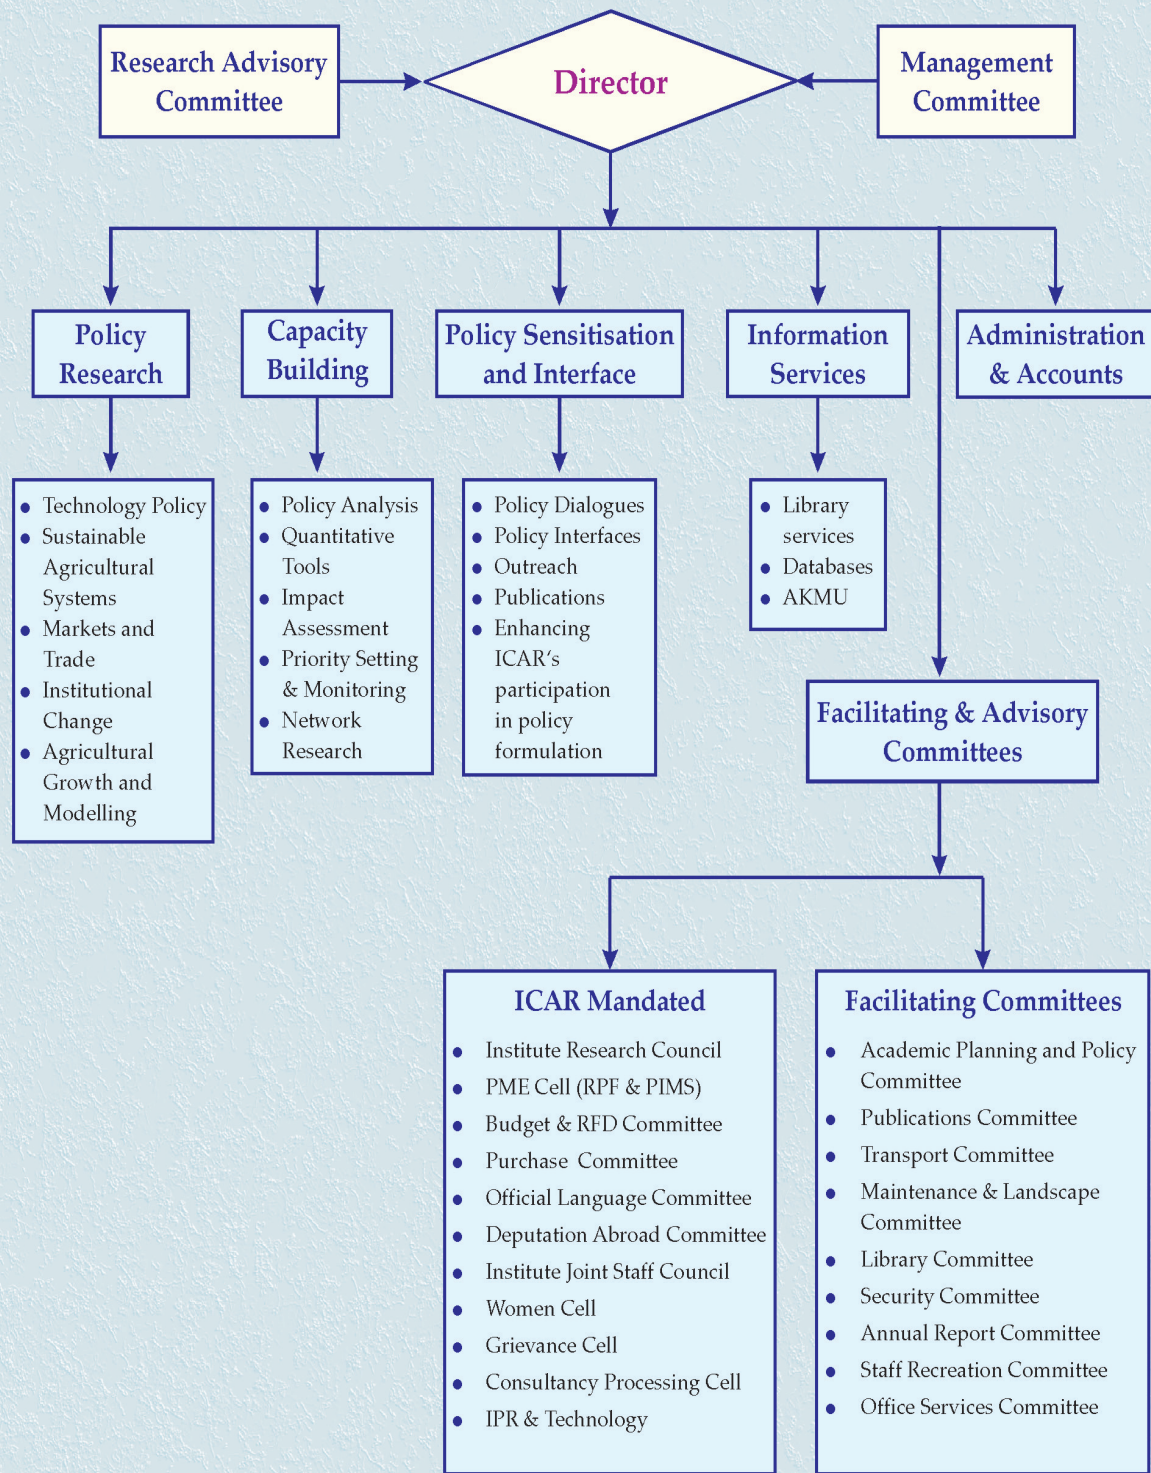 Research Advisory
Committee
Director
Management
Committee
Policy
Research
Capacity
Building
Policy Sensitisation
and Interface
Information
Services
Administration
& Accounts
● Technology Policy
● Sustainable
Agricultural
Systems
● Markets and
Trade
● Institutional
Change
● Agricultural
Growth and
Modelling
● Policy Analysis
● Quantitative
Tools
● Impact
Assessment
● Priority Setting
& Monitoring
● Network
Research
● Policy Dialogues
● Policy Interfaces
● Outreach
● Publications
● Enhancing
ICAR‘s
participation
in policy
formulation
● Library
services
● Databases
● AKMU
Facilitating & Advisory
Committees
ICAR Mandated
● Institute Research Council
● PME Cell (RPF & PIMS)
● Budget & RFD Committee
● Purchase Committee
● Official Language Committee
● Deputation Abroad Committee
● Institute Joint Staff Council
● Women Cell
● Grievance Cell
● Consultancy Processing Cell
● IPR & Technology
Facilitating Committees
● Academic Planning and Policy
Committee
● Publications Committee
● Transport Committee
● Maintenance & Landscape
Committee
● Library Committee
● Security Committee
● Annual Report Committee
● Staff Recreation Committee
● Office Services Committee